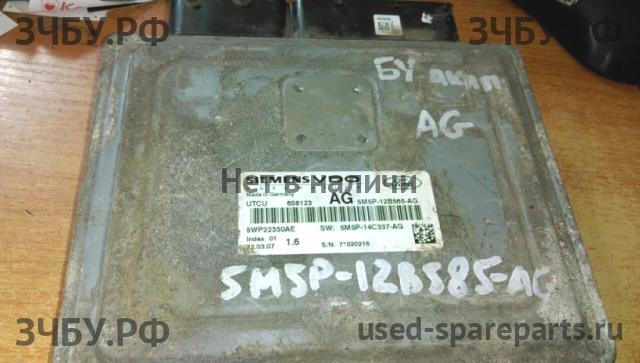 ЗЧБУ.РФ
ЗЧБУ.РФ
БУ АКПП
AG
SIEMENS VDO
Made in Germany
Нет в наличии
UTCU 658123 AG 5M5P-12B565-AG
5WP22350AE SW: 5M5P-14C337-AG
Index 01 1.6
22.03.07 S/N: 7*020216
5M5P-12B585-AG
ЗЧБУ.РФ
used-spareparts.ru